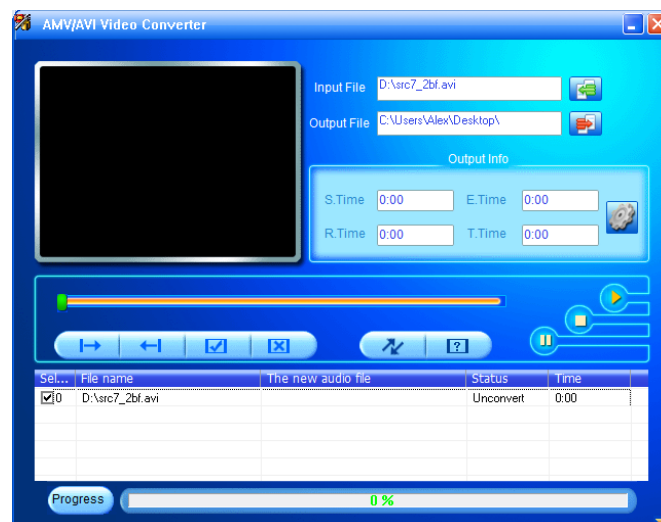 AMV/AVI Video Converter
Input File D:\src7_2bf.avi
Output File C:\Users\Alex\Desktop\
Output Info
S.Time 0:00 E.Time 0:00
R.Time 0:00 T.Time 0:00
Sel... File name The new audio file Status Time
0 D:\src7_2bf.avi Unconvert 0:00
Progress 0 %